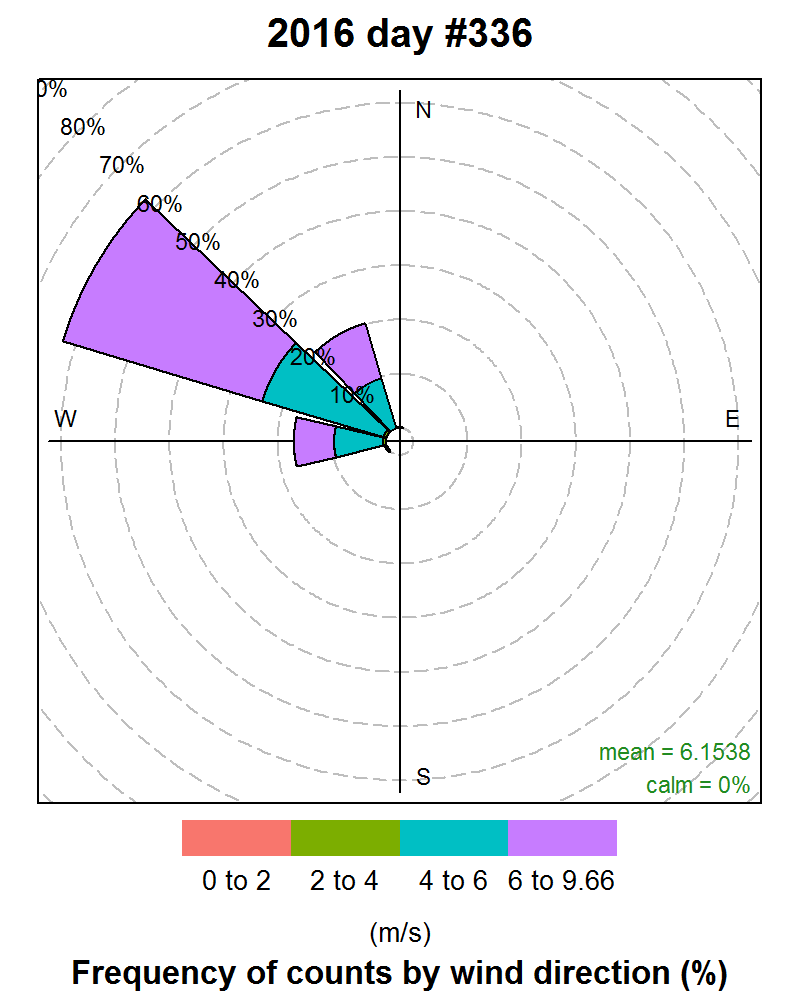 2016 day #336
0%
80%
70%
60%
50%
40%
30%
20%
10%
N
W
E
S
mean = 6.1538
calm = 0%
0 to 2
2 to 4
4 to 6
6 to 9.66
(m/s)
Frequency of counts by wind direction (%)